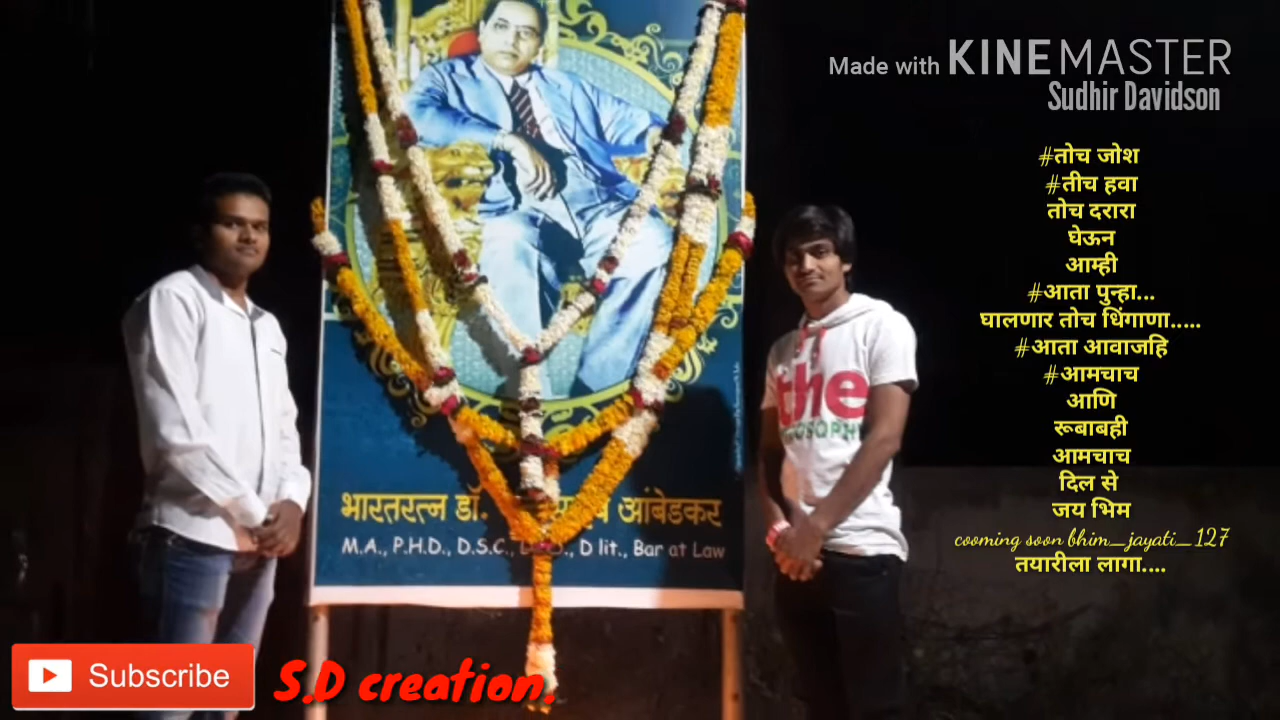 Made with KINEMASTER
Sudhir Davidson
#तोच जोश
#तीच हवा
तोच दरारा
घेऊन
आम्ही
#आता पुन्हा...
घालणार तोच धिंगाणा.....
#आता आवाजहि
#आमचाच
आणि
रूबाबही
आमचाच
दिल से
जय भिम
cooming soon bhim_jayati_127
तयारीला लागा....
the
भारतरत्न डॉ. आंबेडकर
M.A., P.H.D., D.S.C., D lit., Bar at Law
Subscribe
S.D creation.